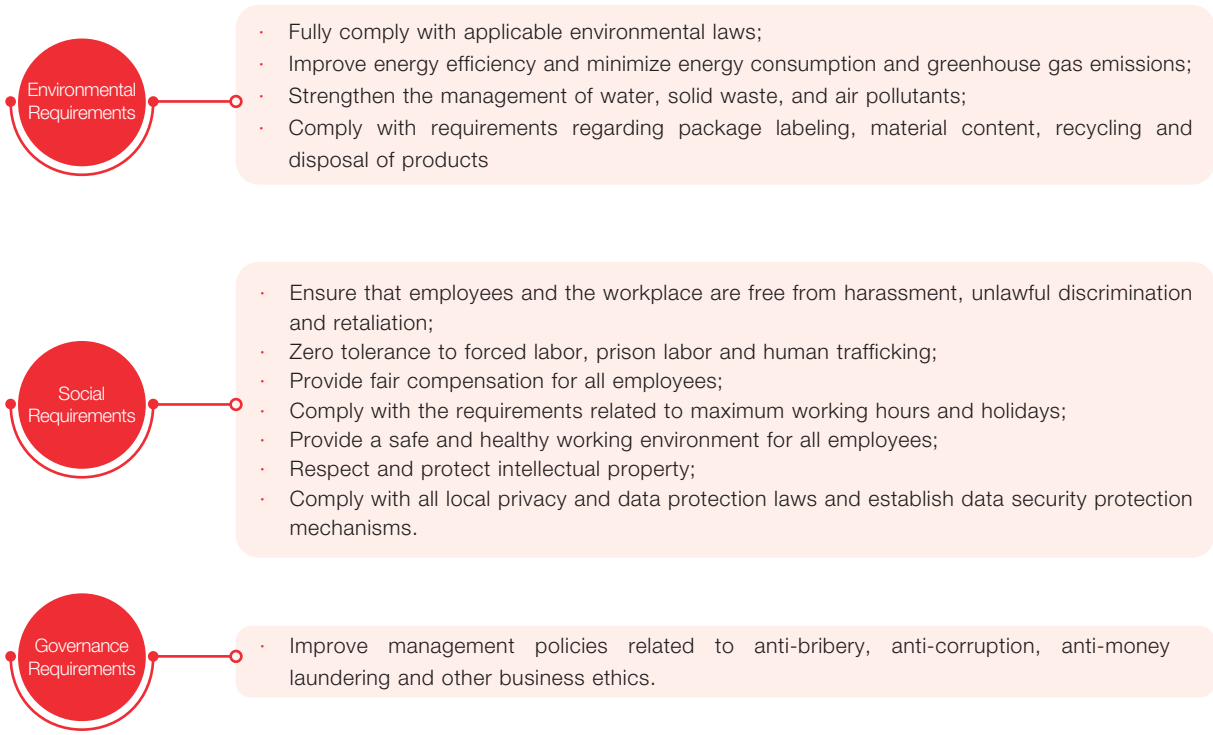 Environmental
Requirements
· Fully comply with applicable environmental laws;
· Improve energy efficiency and minimize energy consumption and greenhouse gas emissions;
· Strengthen the management of water, solid waste, and air pollutants;
· Comply with requirements regarding package labeling, material content, recycling and
disposal of products
Social
Requirements
· Ensure that employees and the workplace are free from harassment, unlawful discrimination
and retaliation;
· Zero tolerance to forced labor, prison labor and human trafficking;
· Provide fair compensation for all employees;
· Comply with the requirements related to maximum working hours and holidays;
· Provide a safe and healthy working environment for all employees;
· Respect and protect intellectual property;
· Comply with all local privacy and data protection laws and establish data security protection
mechanisms.
Governance
Requirements
· Improve management policies related to anti-bribery, anti-corruption, anti-money
laundering and other business ethics.